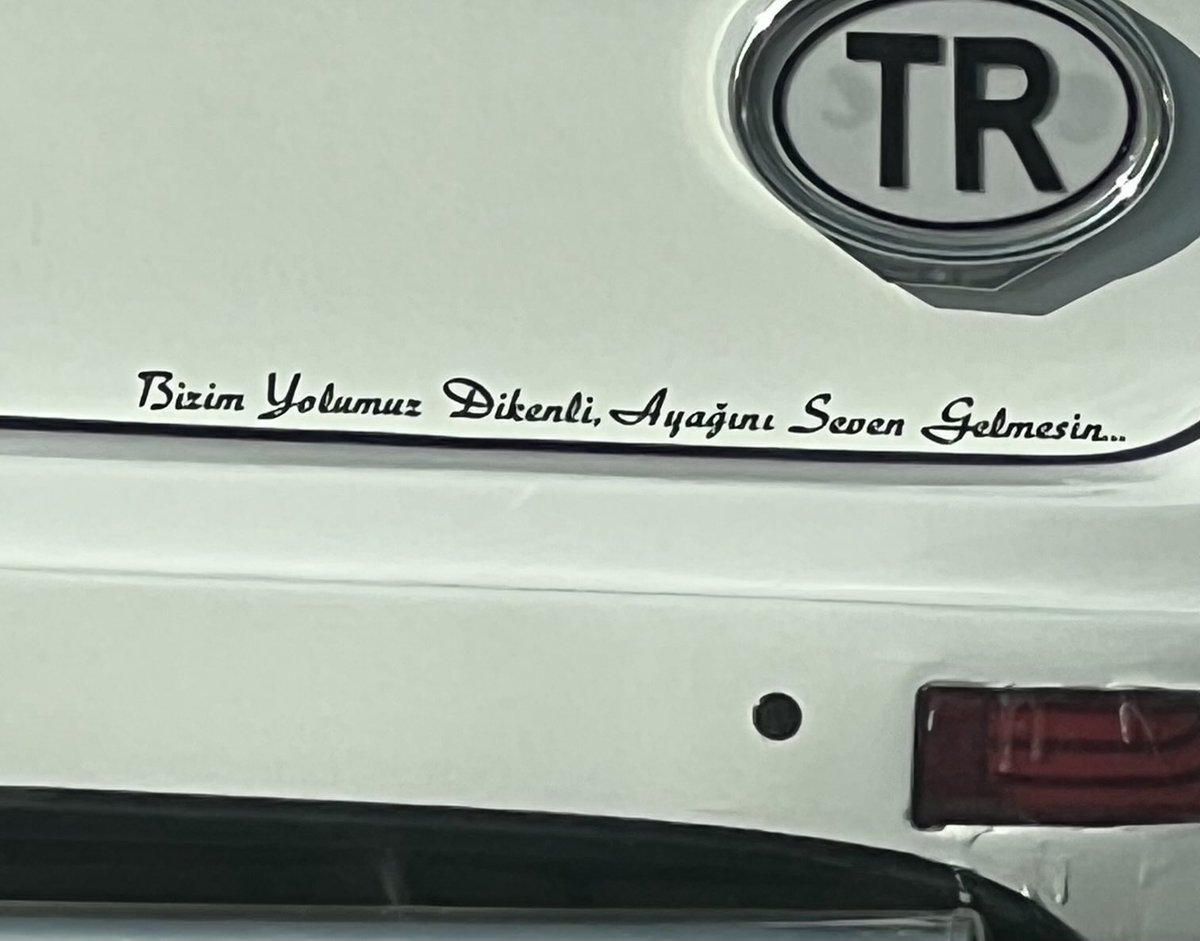 TR
Bizim Yolumuz Dikenli, Ayağını Seven Gelmesin...